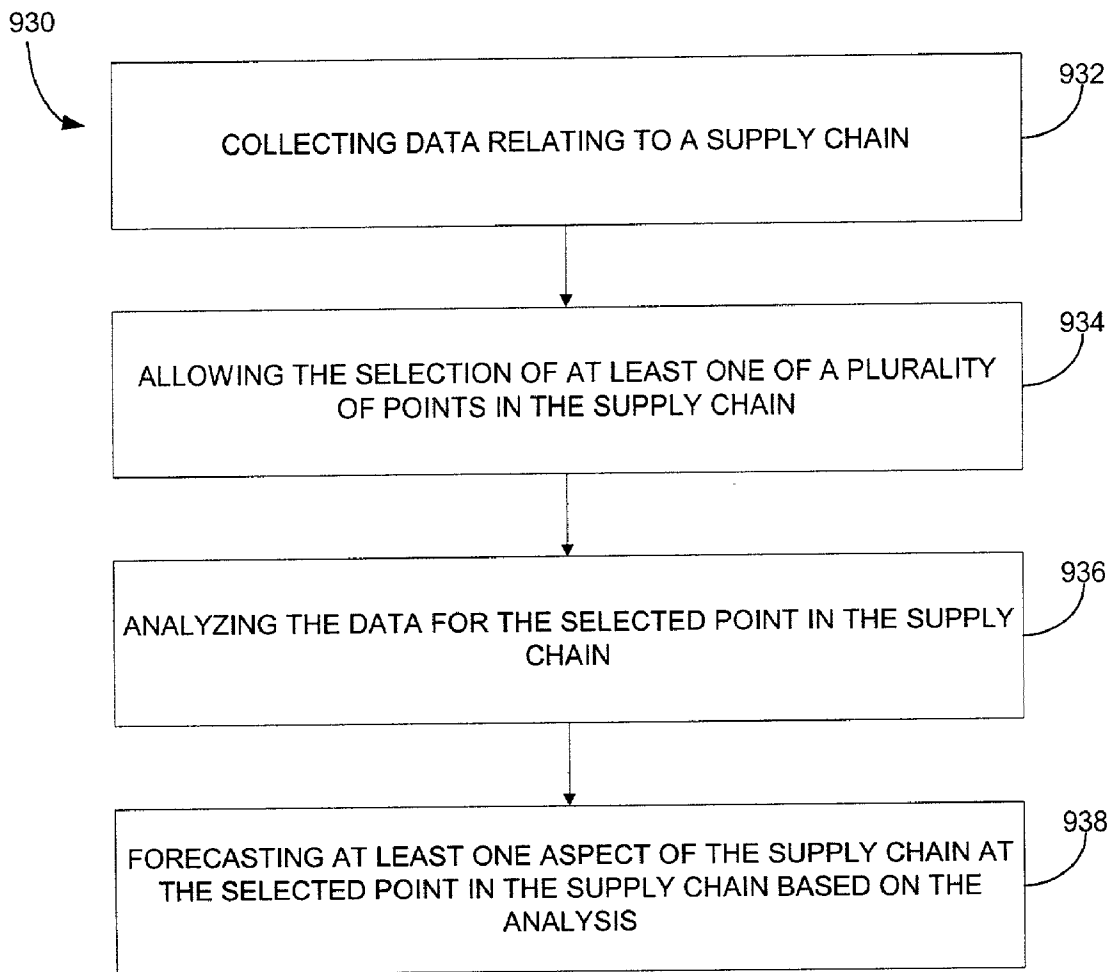 930
932
COLLECTING DATA RELATING TO A SUPPLY CHAIN
934
ALLOWING THE SELECTION OF AT LEAST ONE OF A PLURALITY
OF POINTS IN THE SUPPLY CHAIN
936
ANALYZING THE DATA FOR THE SELECTED POINT IN THE SUPPLY
CHAIN
938
FORECASTING AT LEAST ONE ASPECT OF THE SUPPLY CHAIN AT
THE SELECTED POINT IN THE SUPPLY CHAIN BASED ON THE
ANALYSIS